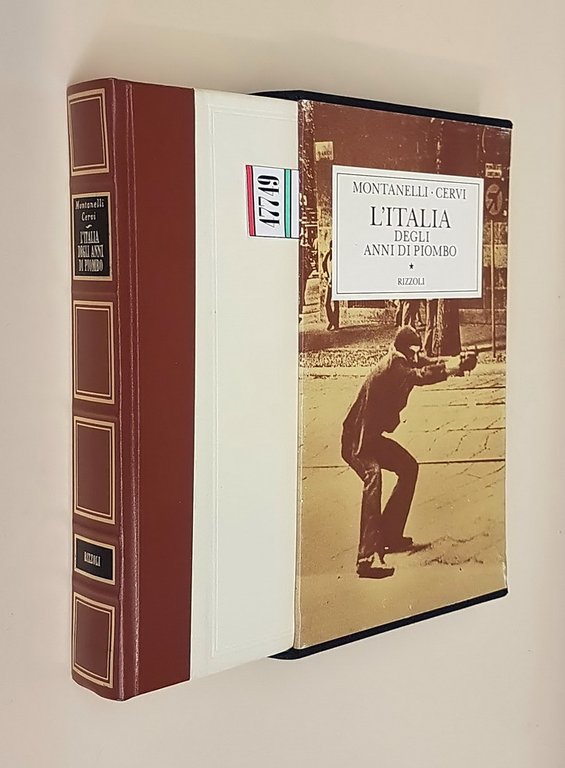 Montanelli
Cervi
L'ITALIA
DEGLI ANNI
DI PIOMBO
RIZZOLI
47749
MONTANELLI · CERVI
L'ITALIA
DEGLI
ANNI DI PIOMBO
★
RIZZOLI